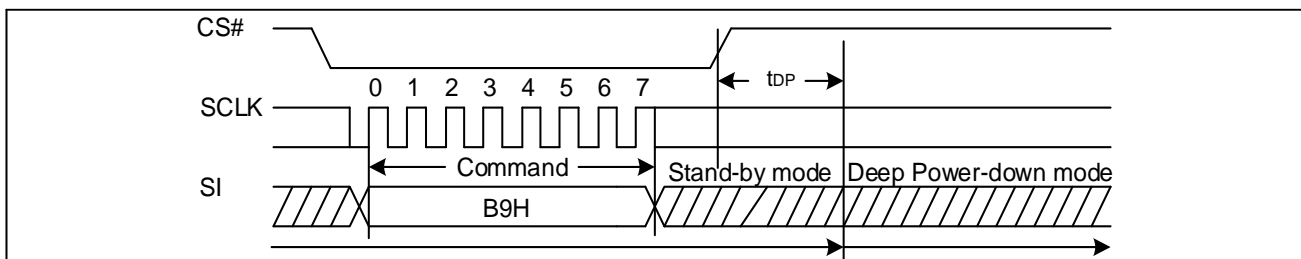 CS#
tDP
0 1 2 3 4 5 6 7
SCLK
Command
Stand-by mode Deep Power-down mode
SI
B9H